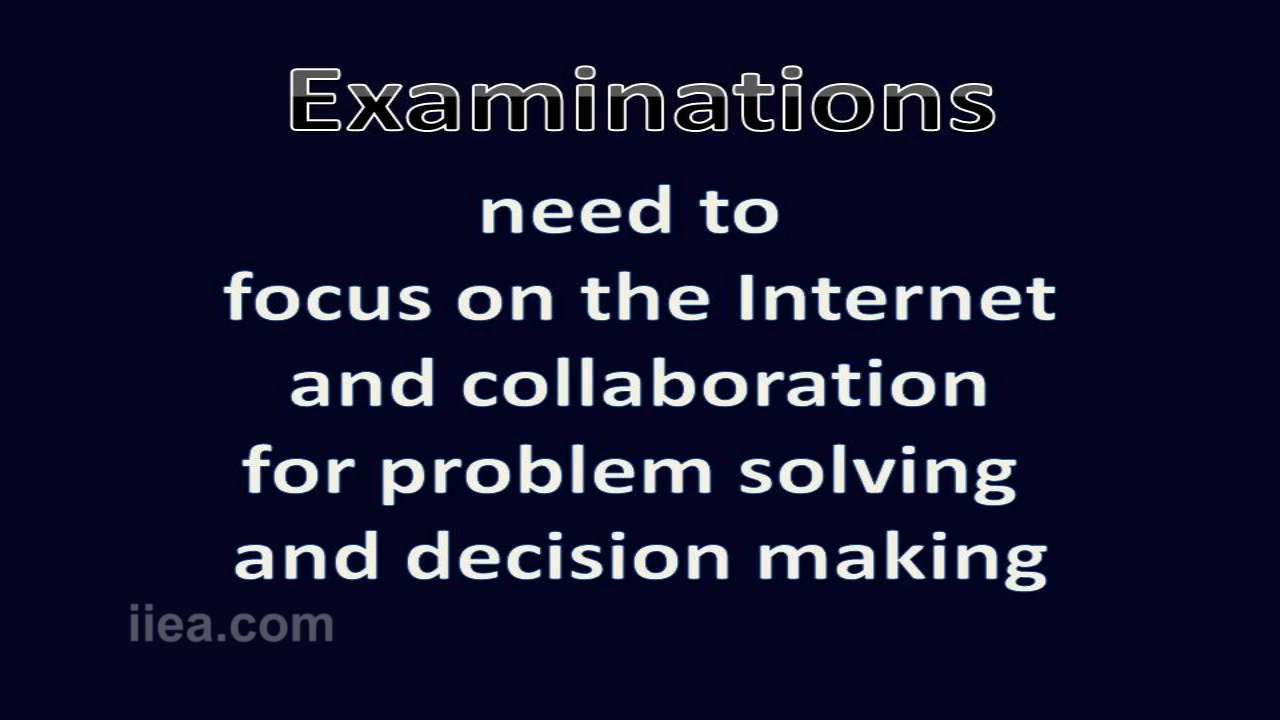 Examinations
need to
focus on the Internet
and collaboration
for problem solving
and decision making
iiea.com